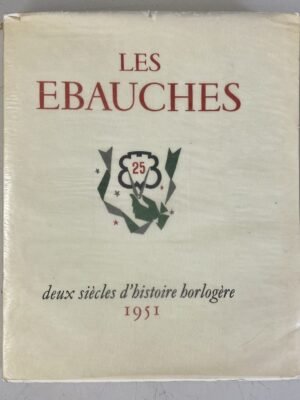 LES
EBAUCHES
25
deux siècles d'histoire horlogère
1951